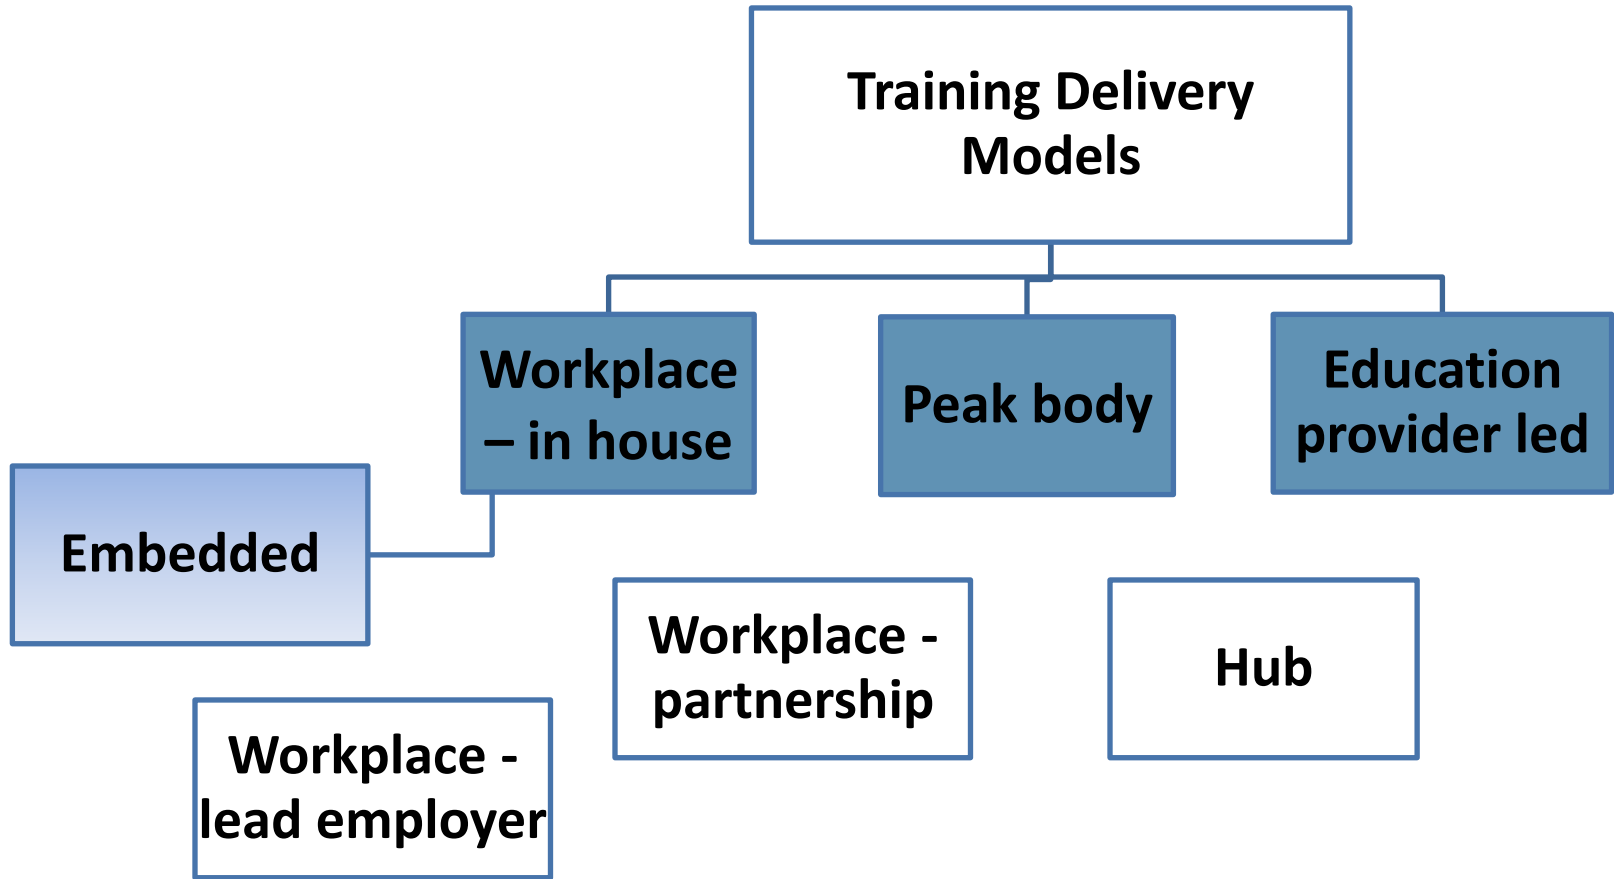 Training Delivery
Models
Workplace
– in house
Peak body
Education
provider led
Embedded
Workplace -
partnership
Hub
Workplace -
lead employer